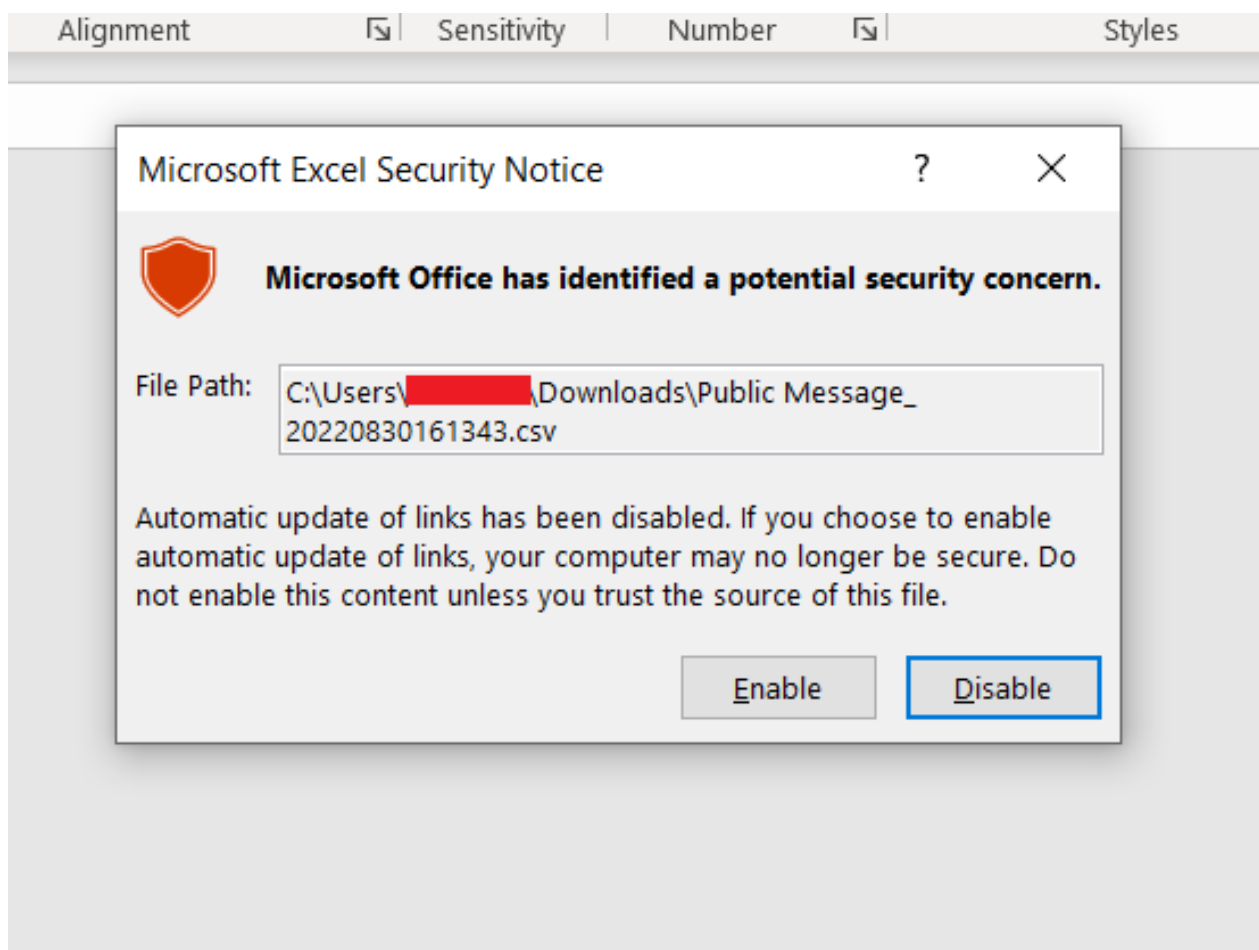 Alignment Sensitivity Number Styles
Microsoft Excel Security Notice ? 
Microsoft Office has identified a potential security concern.
File Path: C:\Users\ \Downloads\Public Message_
20220830161343.csv
Automatic update of links has been disabled. If you choose to enable
automatic update of links, your computer may no longer be secure. Do
not enable this content unless you trust the source of this file.
Enable Disable